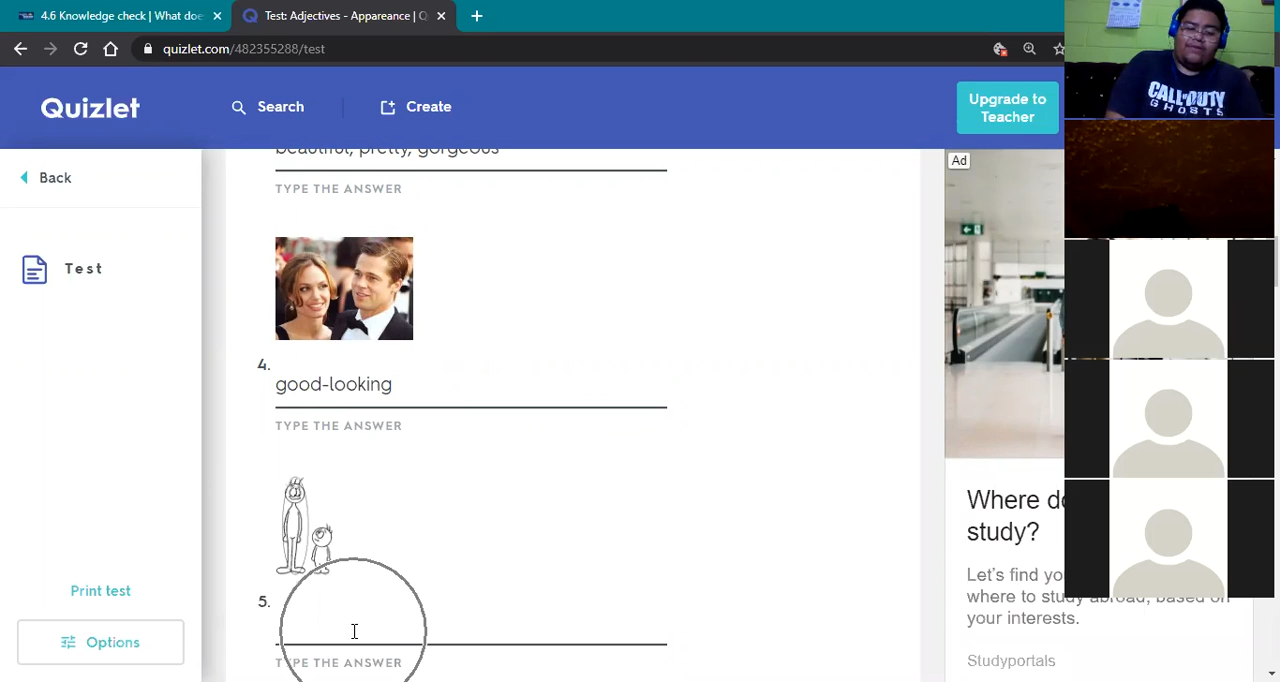 4.6 Knowledge check | What doe
Test: Adjectives - Appareance | Q
quizlet.com/482355288/test
Quizlet
Search
Create
Upgrade to
Teacher
Back
Test
Print test
Options
beautiful, pretty, gorgeous
TYPE THE ANSWER
4.
good-looking
TYPE THE ANSWER
5.
TYPE THE ANSWER
Ad
Where do
study?
Let's find yo
where to study abroad, based on
your interests.
Studyportals
CALL OF DUTY
GHOSTS